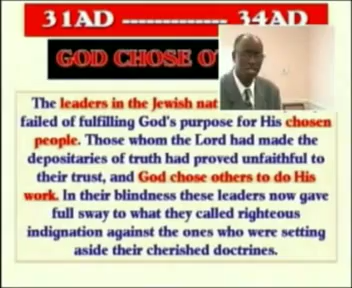 31AD ------------- 34AD
GOD CHOSE
The leaders in the Jewish
failed of fulfilling God's purpose for His chosen
people. Those whom the Lord had made the
depositaries of truth had proved unfaithful to
their trust, and God chose others to do His
work. In their blindness these leaders now gave
full sway to what they called righteous
indignation against the ones who were setting
aside their cherished doctrines.